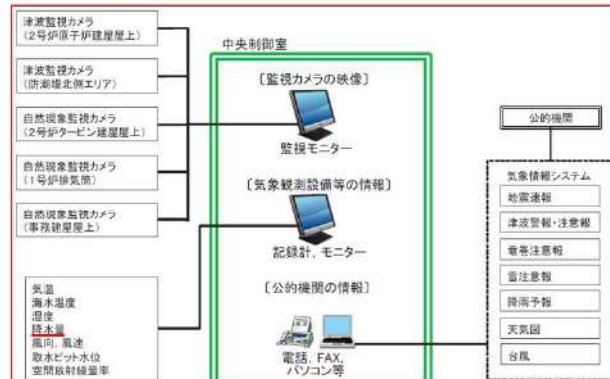 津波監視カメラ
(2号炉原子炉建屋屋上)
津波監視カメラ
(防潮堤北側エリア)
自然現象監視カメラ
(2号炉タービン建屋屋上)
自然現象監視カメラ
(1号炉排気筒)
自然現象監視カメラ
(事務建屋屋上)
気温
海水温度
湿度
降水量
風向,風速
取水ピット水位
空間放射線量率
中央制御室
〔監視カメラの映像〕
監視モニター
〔気象観測設備等の情報〕
記録計,モニター
〔公的機関の情報〕
電話,FAX,
パソコン等
公的機関
気象情報システム
地震速報
津波警報・注意報
竜巻注意報
雷注意報
降雨予報
天気図
台風